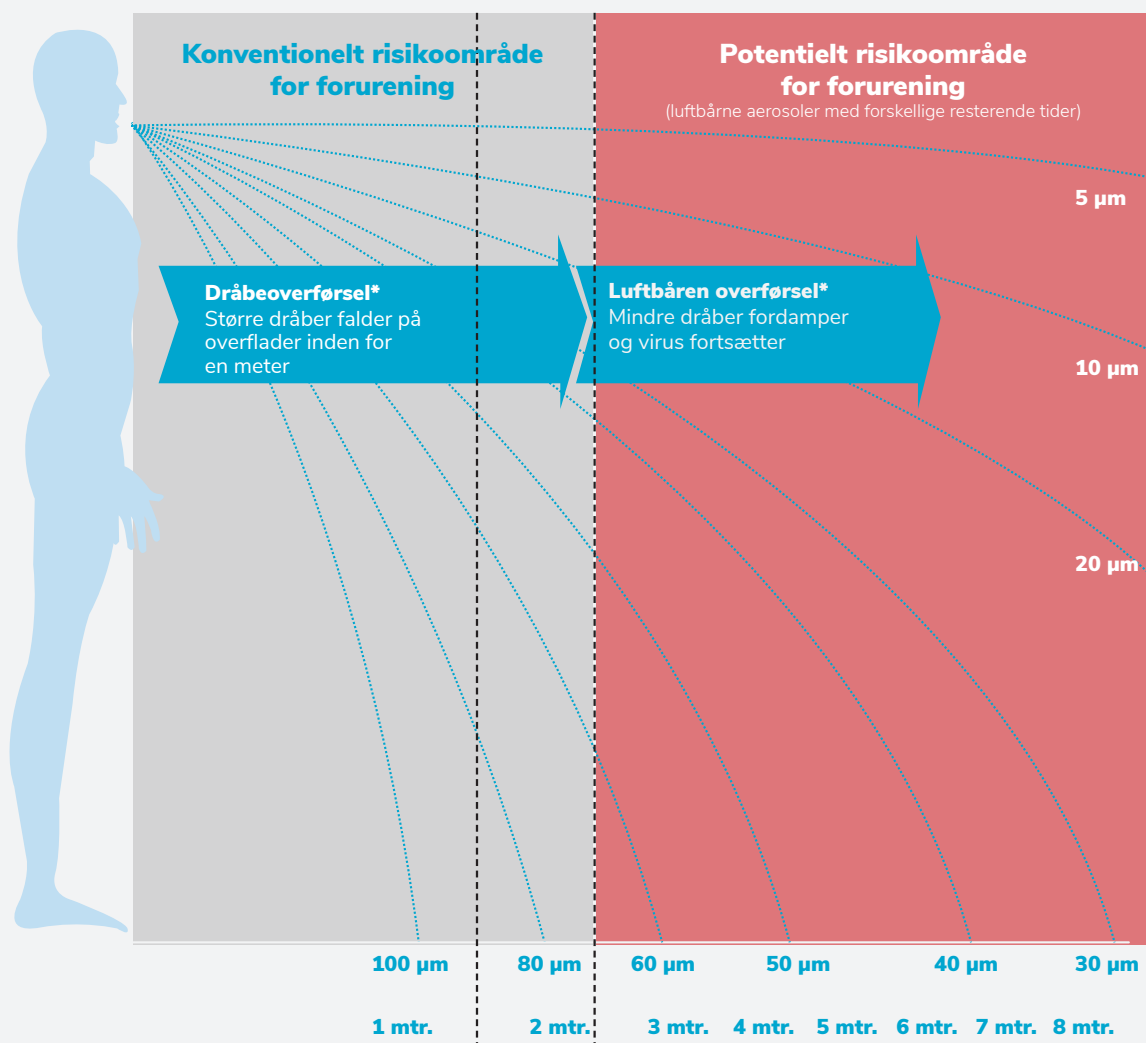 Konventionelt risikoområde
for forurening
Potentielt risikoområde
for forurening
(luftbårne aerosoler med forskellige resterende tider)
5 µm
Dråbeoverførsel*
Større dråber falder på
overflader inden for
en meter
Luftbåren overførsel*
Mindre dråber fordamper
og virus fortsætter
10 µm
20 µm
100 µm 80 µm 60 µm 50 µm 40 µm 30 µm
1 mtr. 2 mtr. 3 mtr. 4 mtr. 5 mtr. 6 mtr. 7 mtr. 8 mtr.